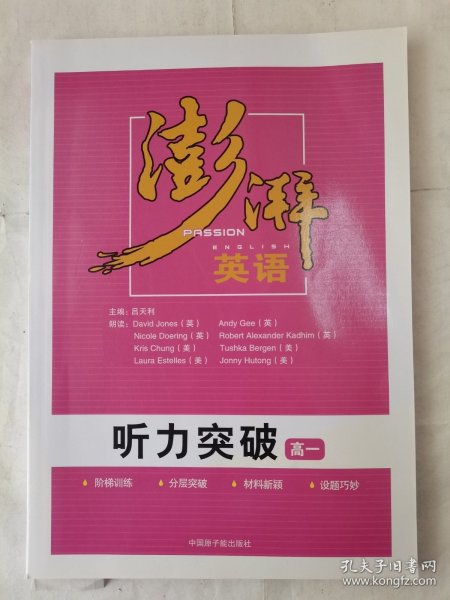 澎湃
PASSION
ENGLISH
英语
主编：吕天利
朗读：David Jones（英） Andy Gee（英）
Nicole Doering（英） Robert Alexander Kadhim（英）
Kris Chung（美） Tushka Bergen（美）
Laura Estelles（美） Jonny Hutong（美）
听力突破 高一
阶梯训练 分层突破 材料新颖 设题巧妙
中国原子能出版社
孔夫子旧书网
www.kongfz.com